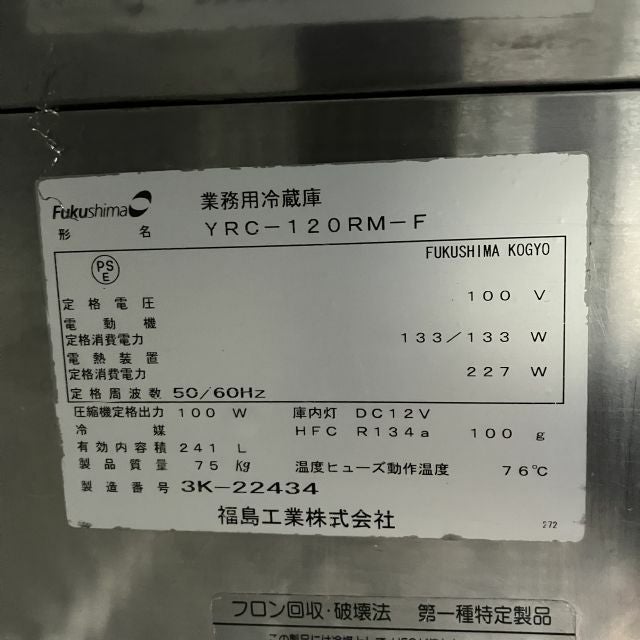 Fukushima
業務用冷蔵庫
形名 YRC-120RM-F
FUKUSHIMA KOGYO
PS
E
定格電圧 100 V
電動機
定格消費電力 133/133 W
電熱装置
定格消費電力 227 W
定格周波数 50/60Hz
圧縮機定格出力 100 W 庫内灯 DC12V
冷媒 HFC R134a 100 g
有効内容積 241 L
製品質量 75 Kg 温度ヒューズ動作温度 76℃
製造番号 3K-22434
福島工業株式会社
272
フロン回収・破壊法 第一種特定製品